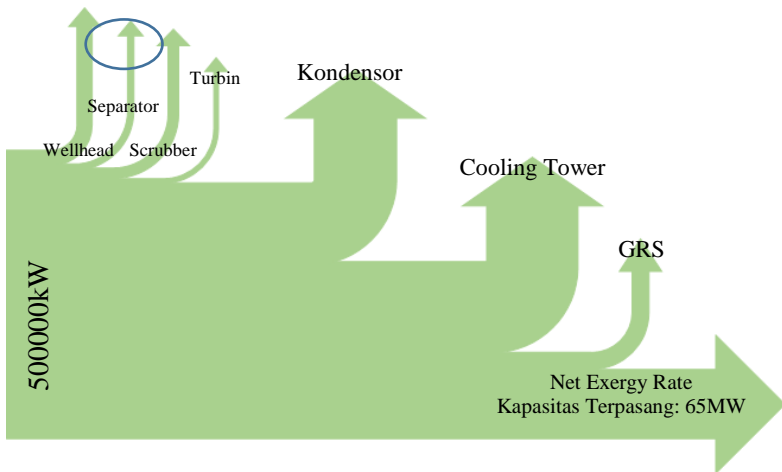 Kondensor
Turbin
Separator
Wellhead
Scrubber
Cooling Tower
GRS
500000kW
Net Exergy Rate
Kapasitas Terpasang: 65MW